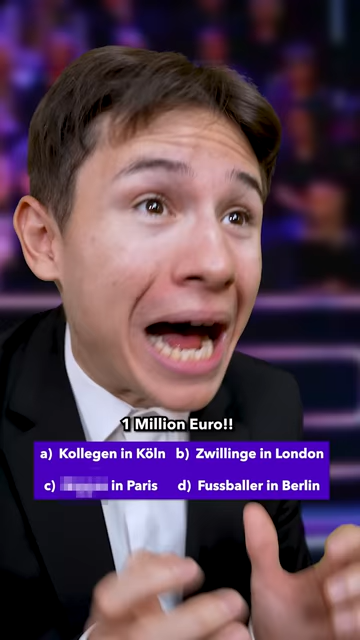 1 Million Euro!!
a) Kollegen in Köln b) Zwillinge in London
c) in Paris d) Fussballer in Berlin